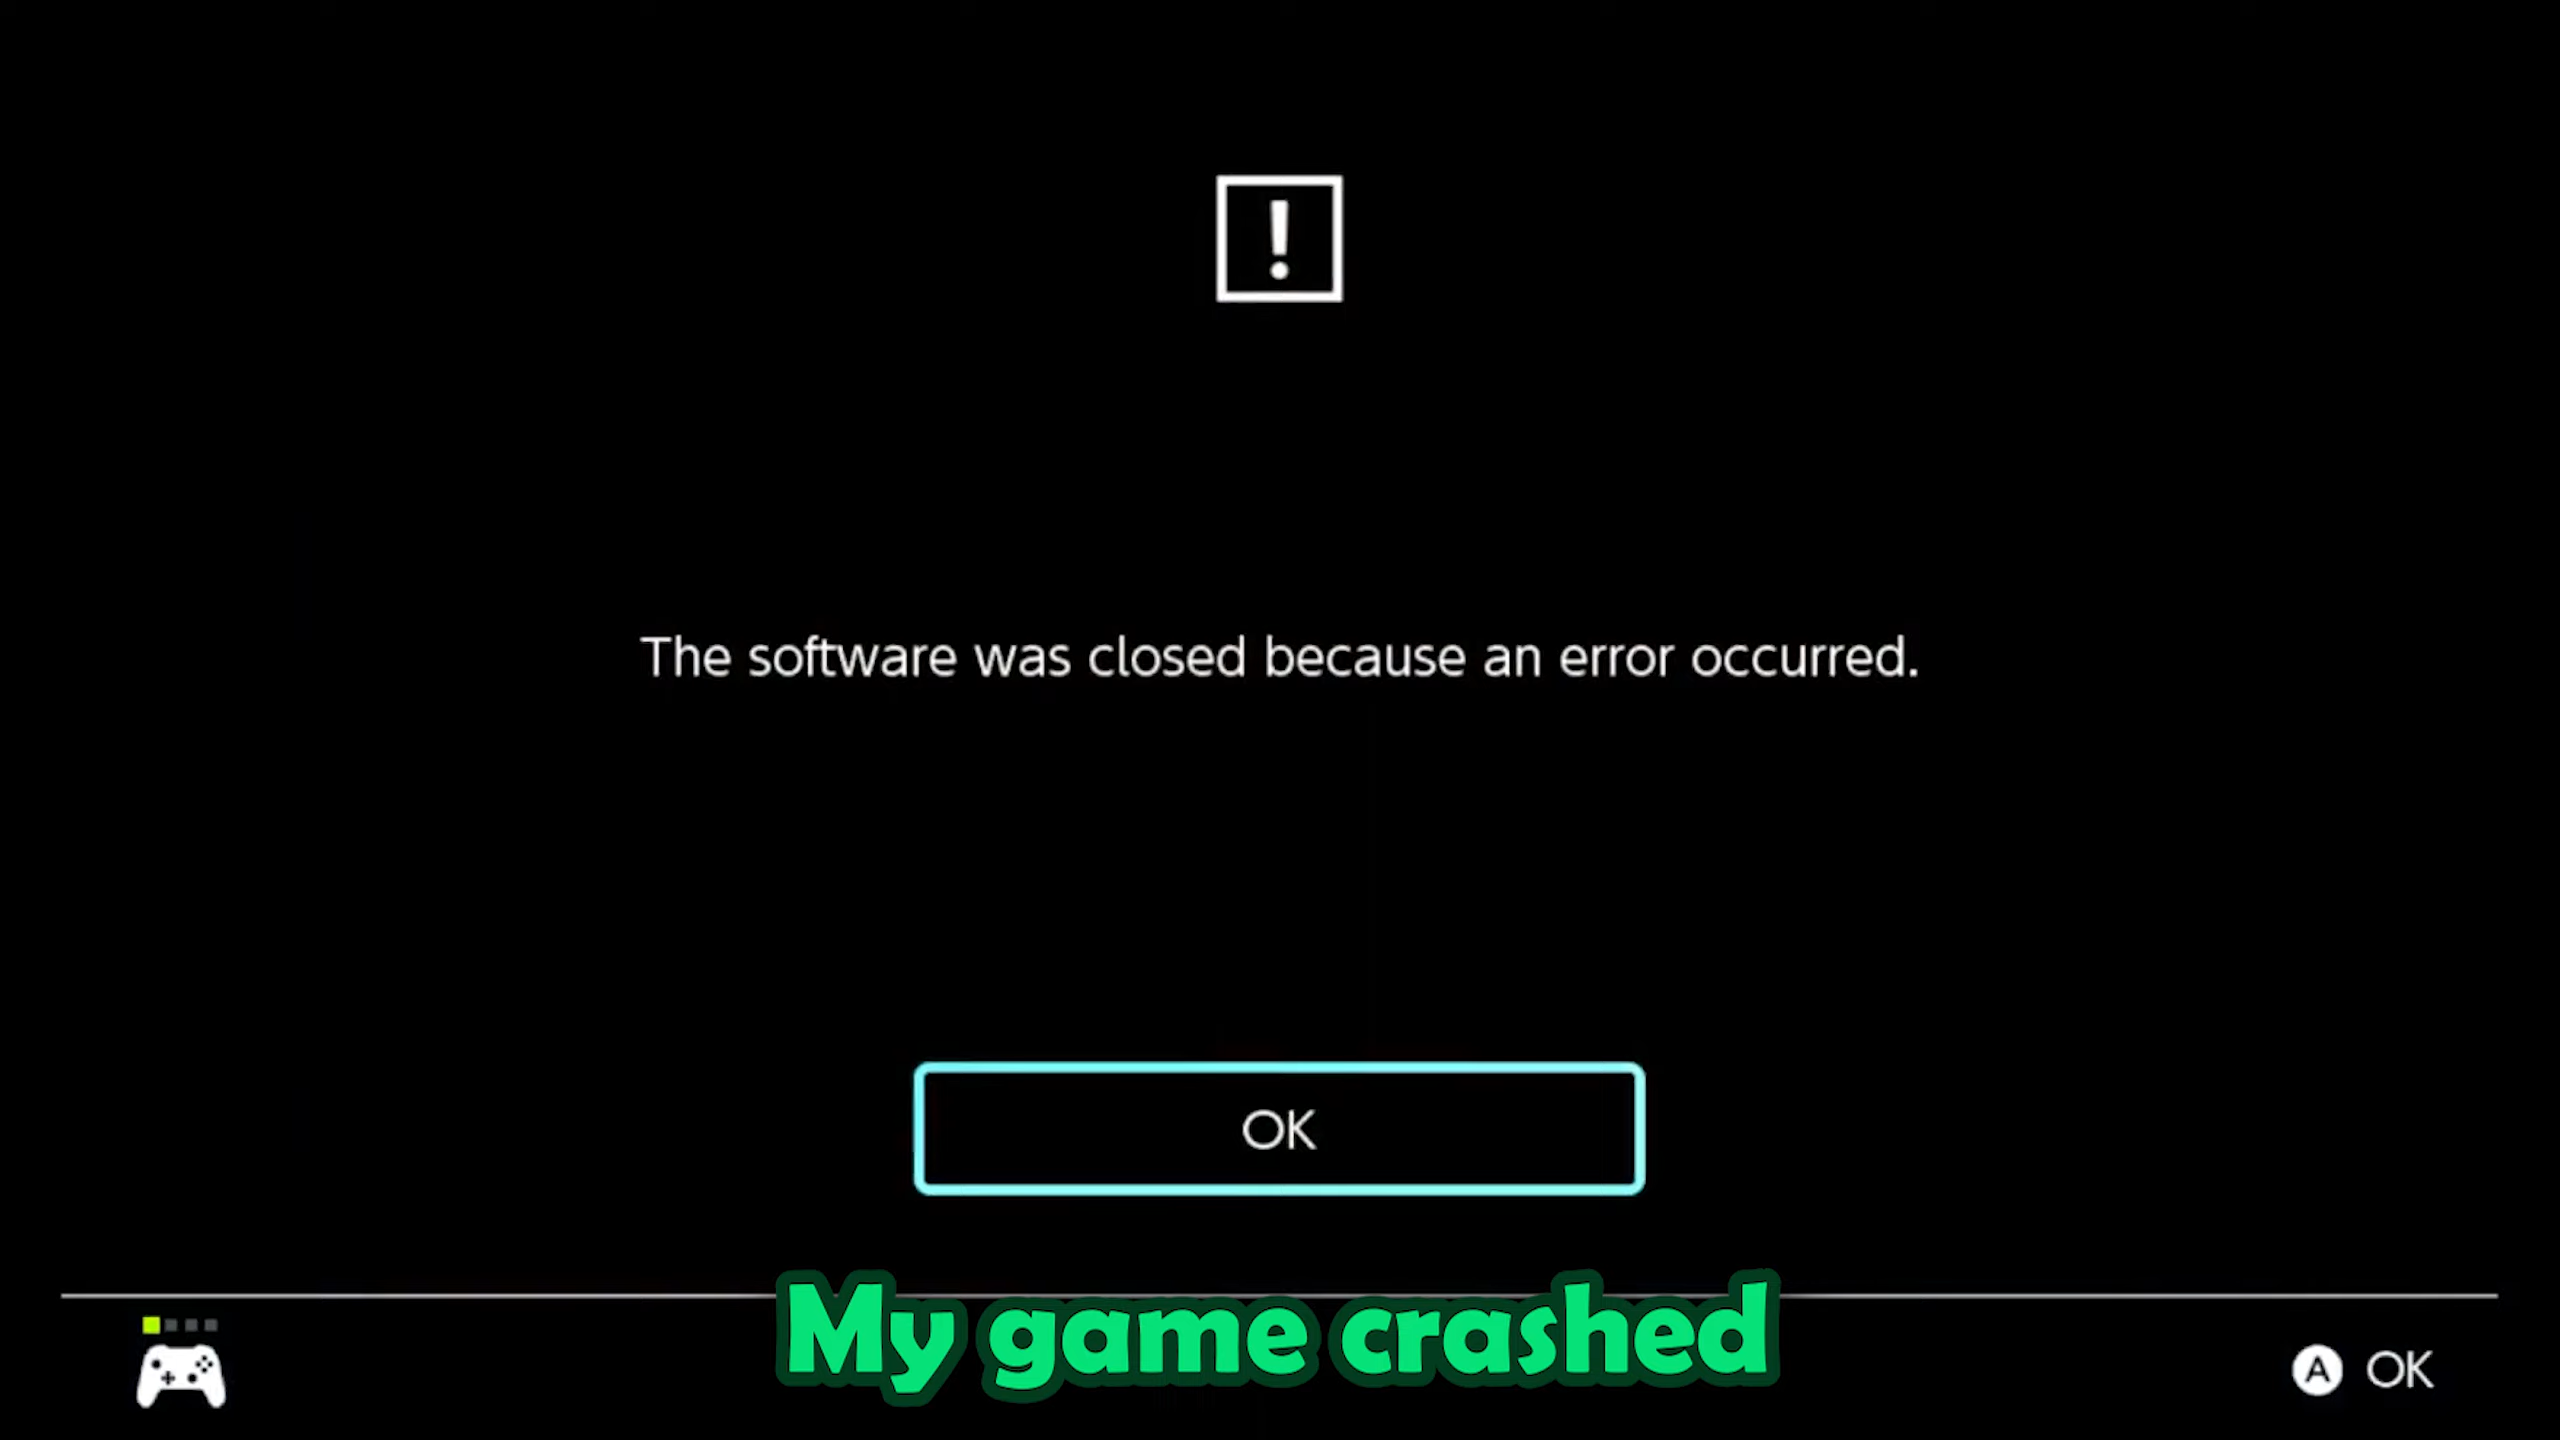 !
The software was closed because an error occurred.
OK
My game crashed
A OK